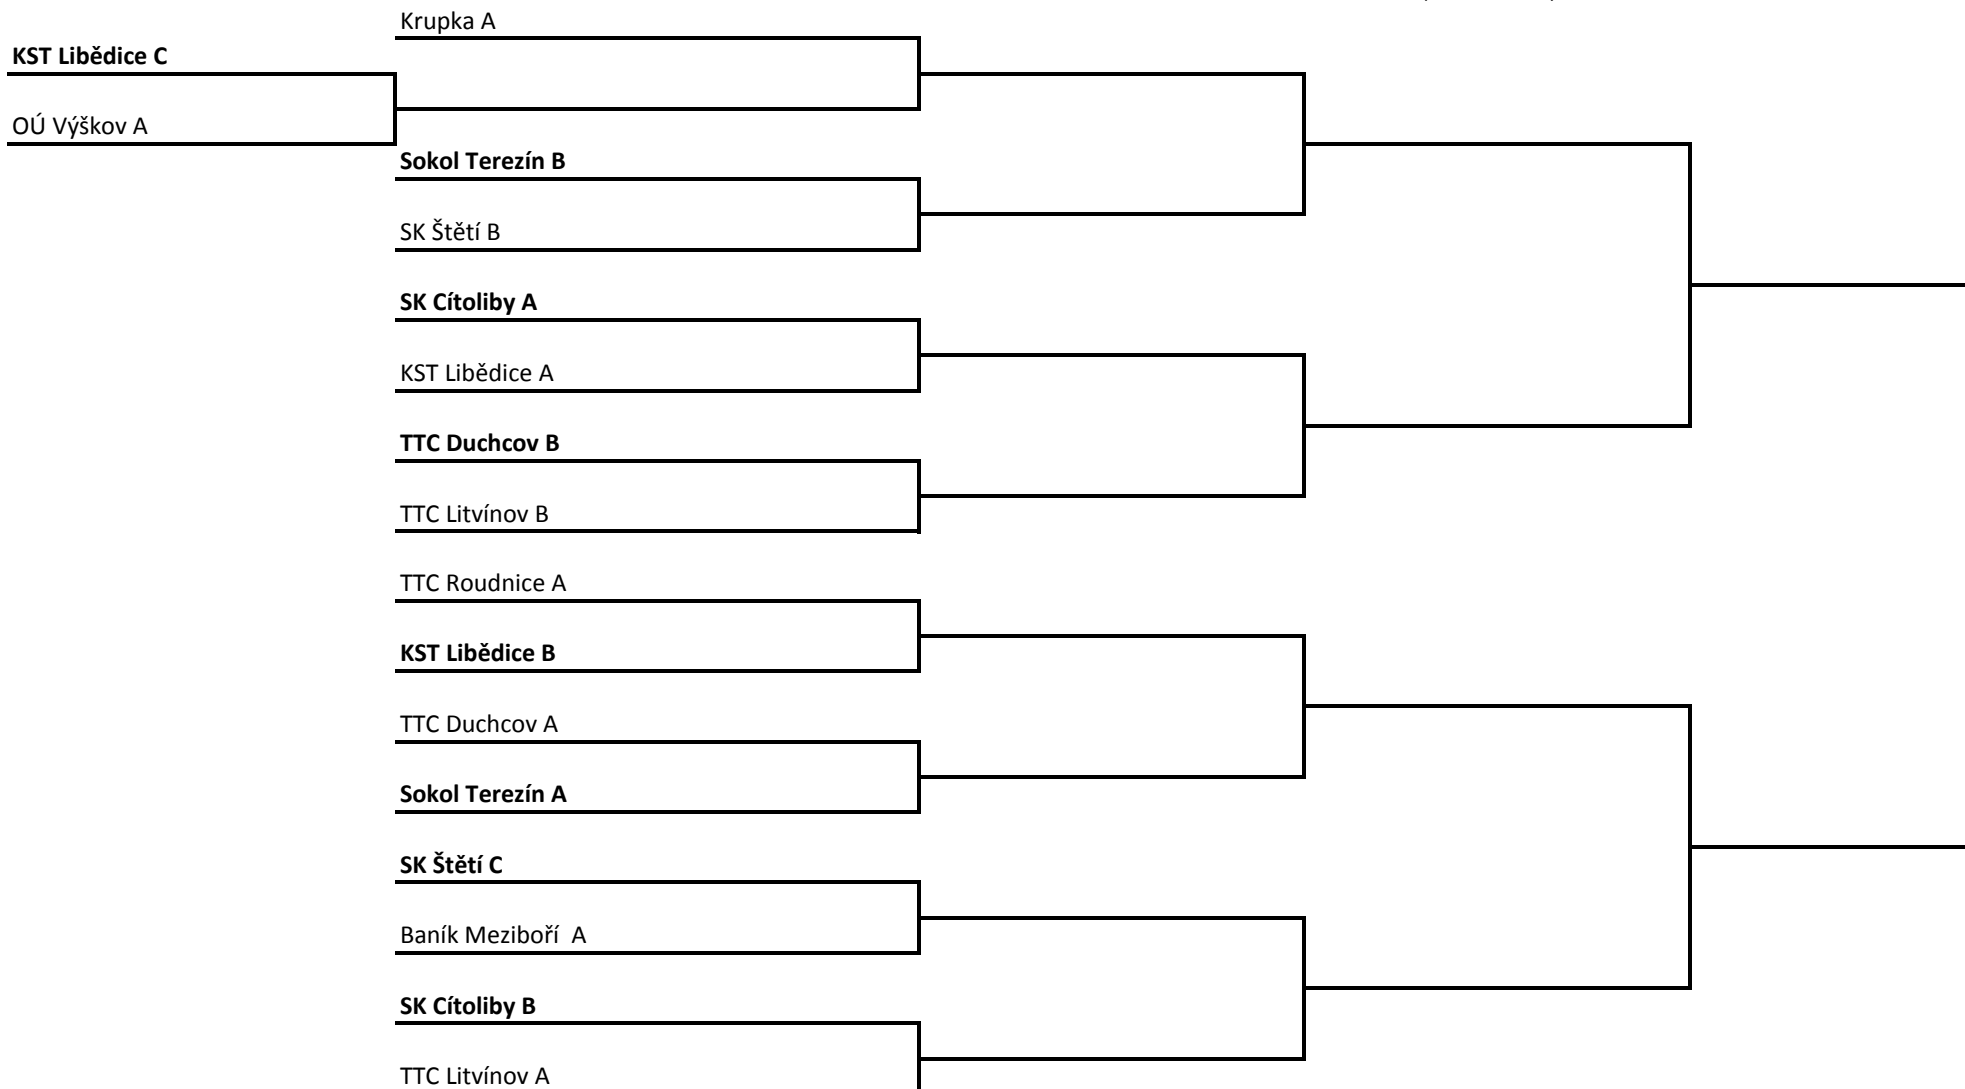 Krupka A
KST Libědice C
OÚ Výškov A
Sokol Terezín B
SK Štětí B
SK Cítoliby A
KST Libědice A
TTC Duchcov B
TTC Litvínov B
TTC Roudnice A
KST Libědice B
TTC Duchcov A
Sokol Terezín A
SK Štětí C
Baník Meziboří  A
SK Cítoliby B
TTC Litvínov A